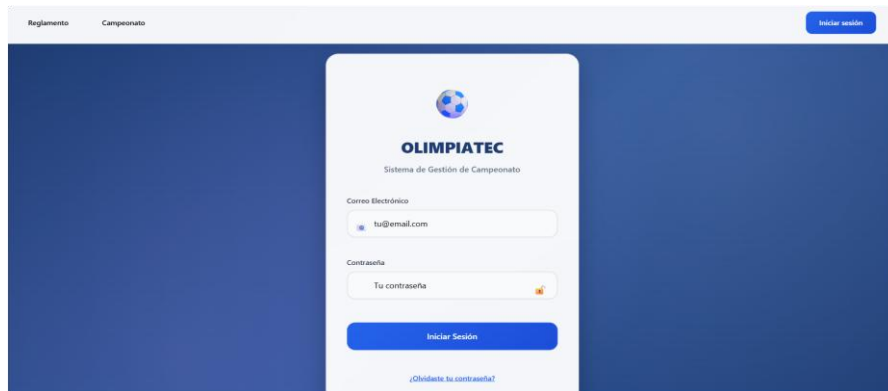 Reglamento Campeonato Iniciar sesión
OLIMPIATEC
Sistema de Gestión de Campeonato
Correo Electrónico
tu@email.com
Contraseña
Tu contraseña
Iniciar Sesión
¿Olvidaste tu contraseña?